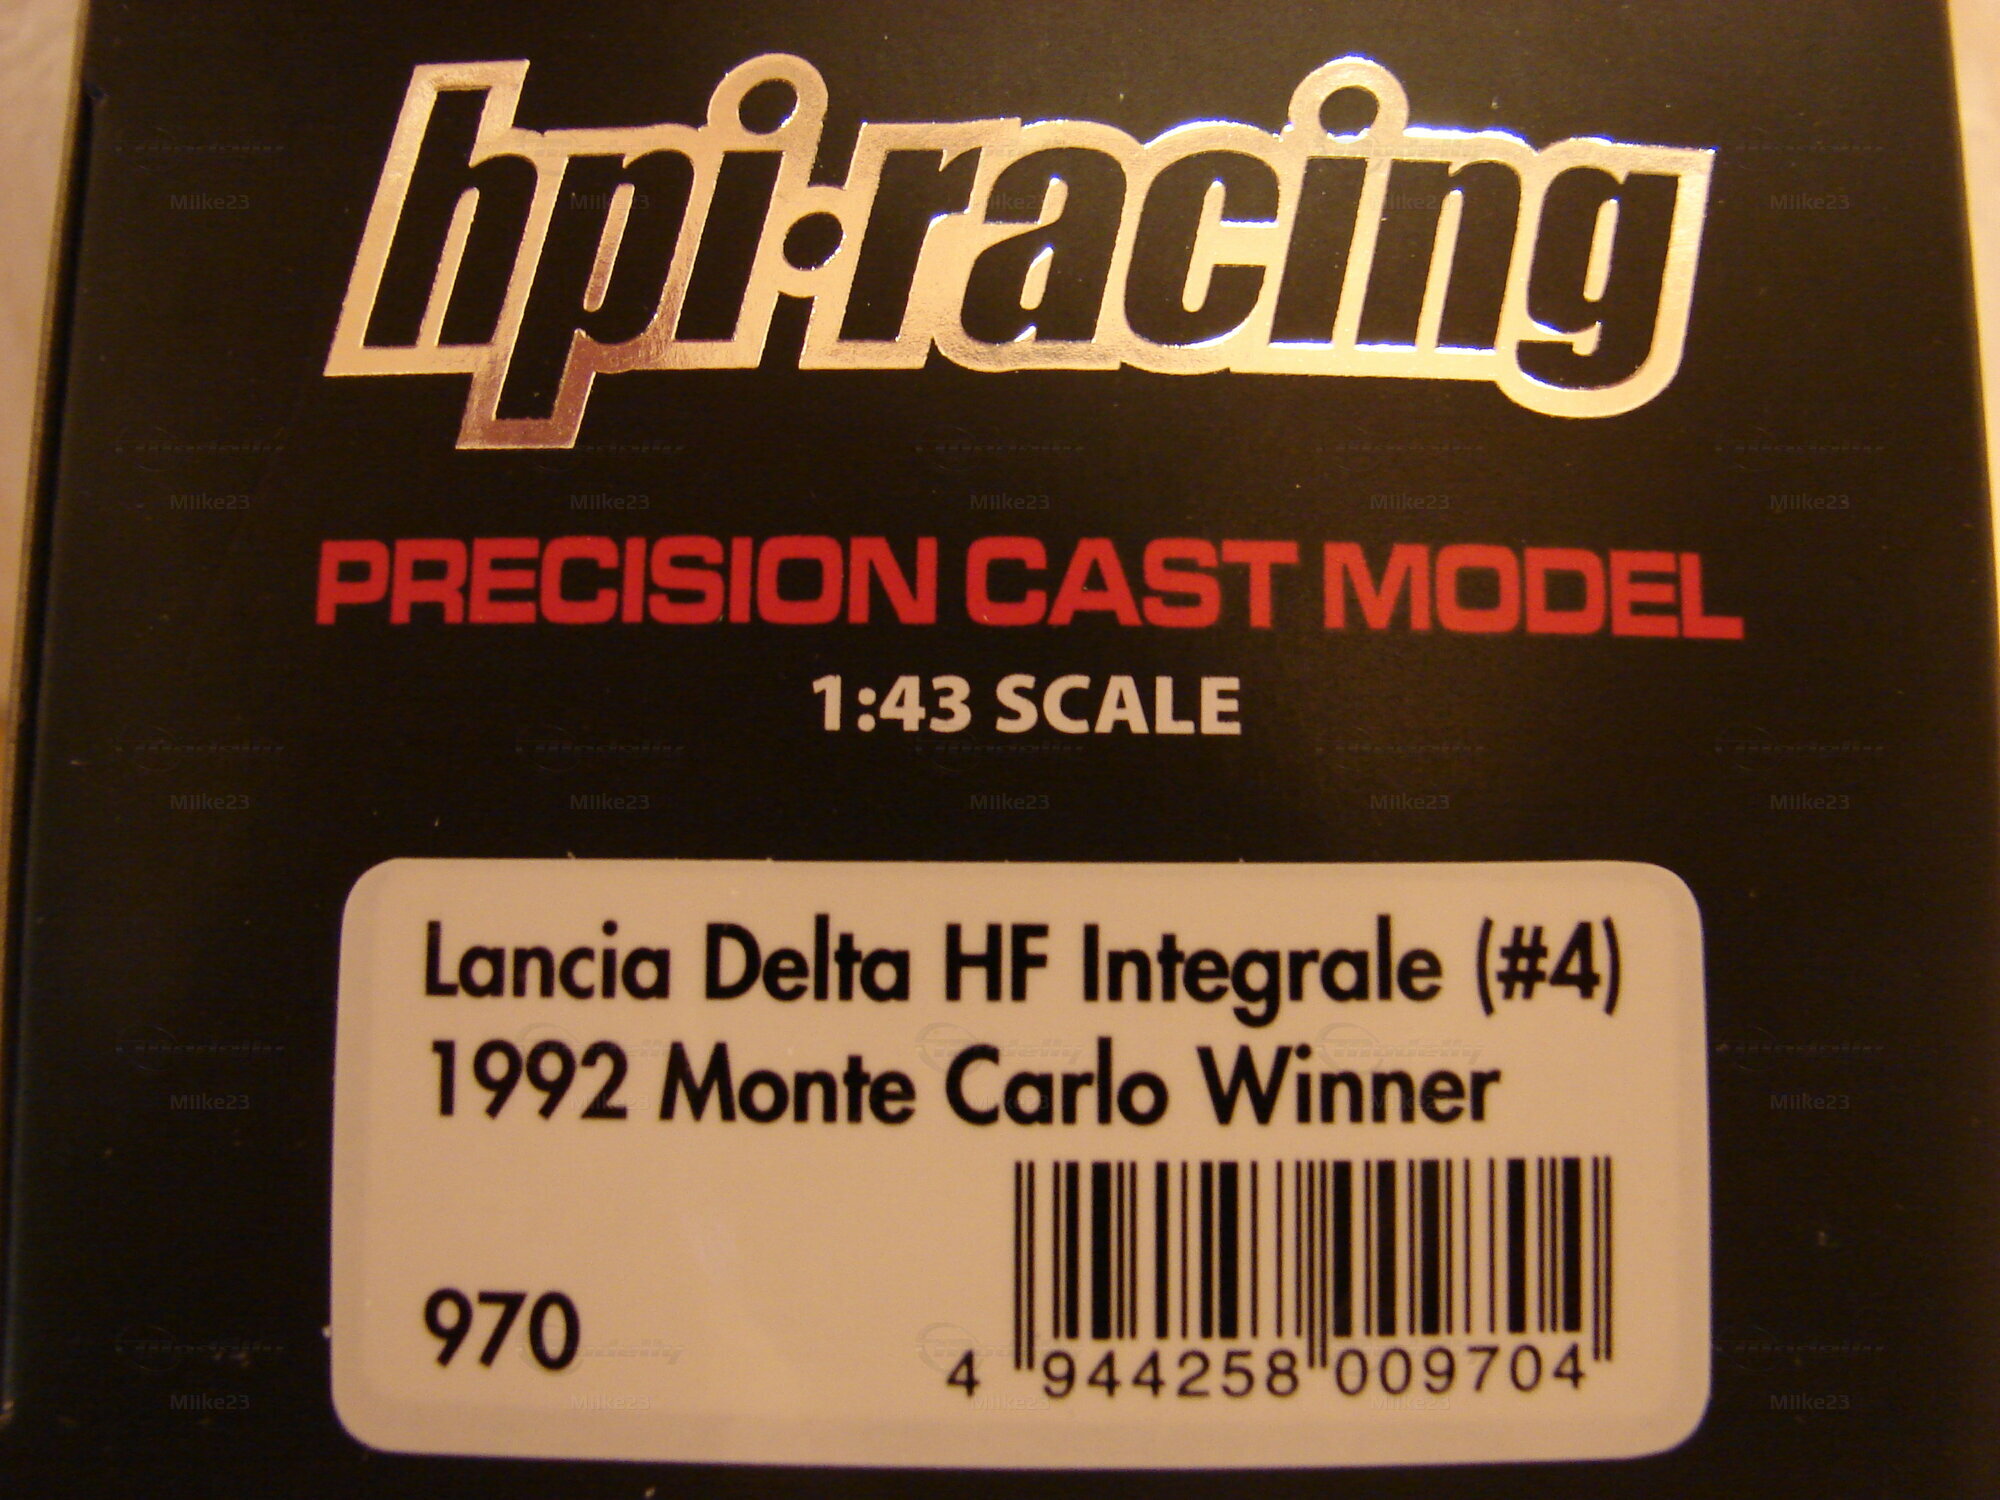 hpi·racing
PRECISION CAST MODEL
1:43 SCALE
Lancia Delta HF Integrale (#4)
1992 Monte Carlo Winner
970
4 944258 009704